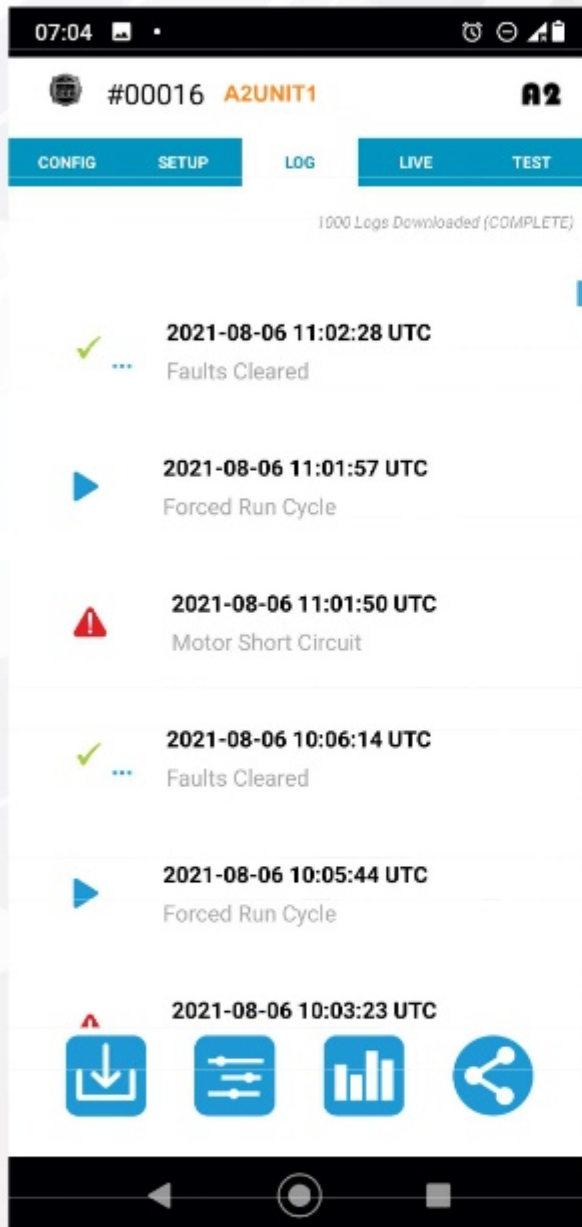 07:04
#00016 A2UNIT1 A2
CONFIG SETUP LOG LIVE TEST
1000 Logs Downloaded (COMPLETE)
2021-08-06 11:02:28 UTC
Faults Cleared
2021-08-06 11:01:57 UTC
Forced Run Cycle
2021-08-06 11:01:50 UTC
Motor Short Circuit
2021-08-06 10:06:14 UTC
Faults Cleared
2021-08-06 10:05:44 UTC
Forced Run Cycle
2021-08-06 10:03:23 UTC